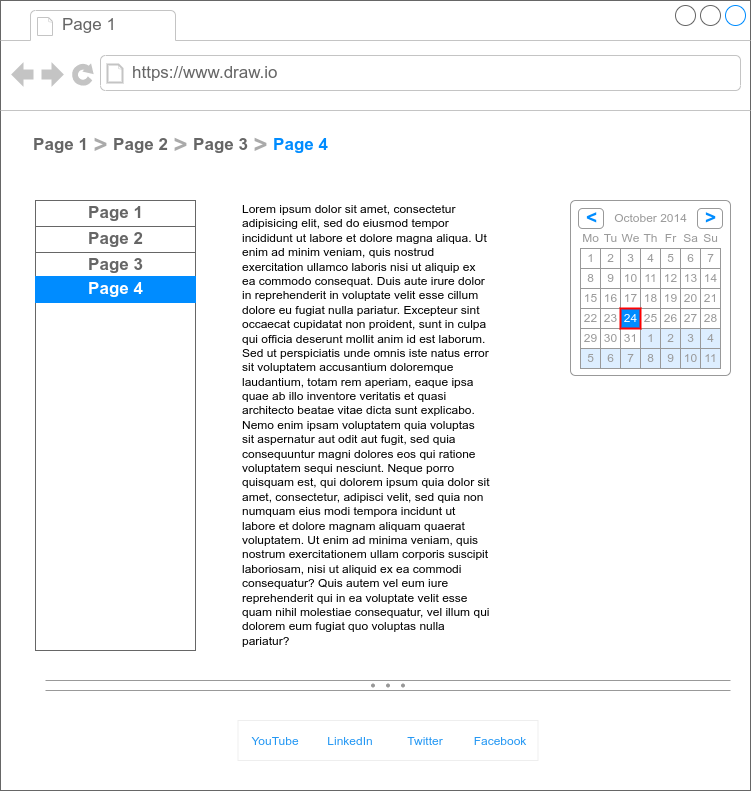 Page 1
https://www.draw.io
Page 1 > Page 2 > Page 3 > Page 4
Page 1
Page 2
Page 3
Page 4
Lorem ipsum dolor sit amet, consectetur
adipisicing elit, sed do eiusmod tempor
incididunt ut labore et dolore magna aliqua. Ut
enim ad minim veniam, quis nostrud
exercitation ullamco laboris nisi ut aliquip ex
ea commodo consequat. Duis aute irure dolor
in reprehenderit in voluptate velit esse cillum
dolore eu fugiat nulla pariatur. Excepteur sint
occaecat cupidatat non proident, sunt in culpa
qui officia deserunt mollit anim id est laborum.
Sed ut perspiciatis unde omnis iste natus error
sit voluptatem accusantium doloremque
laudantium, totam rem aperiam, eaque ipsa
quae ab illo inventore veritatis et quasi
architecto beatae vitae dicta sunt explicabo.
Nemo enim ipsam voluptatem quia voluptas
sit aspernatur aut odit aut fugit, sed quia
consequuntur magni dolores eos qui ratione
voluptatem sequi nesciunt. Neque porro
quisquam est, qui dolorem ipsum quia dolor sit
amet, consectetur, adipisci velit, sed quia non
numquam eius modi tempora incidunt ut
labore et dolore magnam aliquam quaerat
voluptatem. Ut enim ad minima veniam, quis
nostrum exercitationem ullam corporis suscipit
laboriosam, nisi ut aliquid ex ea commodi
consequatur? Quis autem vel eum iure
reprehenderit qui in ea voluptate velit esse
quam nihil molestiae consequatur, vel illum qui
dolorem eum fugiat quo voluptas nulla
pariatur?
< October 2014 >
Mo Tu We Th Fr Sa Su
1 2 3 4 5 6 7
8 9 10 11 12 13 14
15 16 17 18 19 20 21
22 23 24 25 26 27 28
29 30 31 1 2 3 4
5 6 7 8 9 10 11
YouTube LinkedIn Twitter Facebook